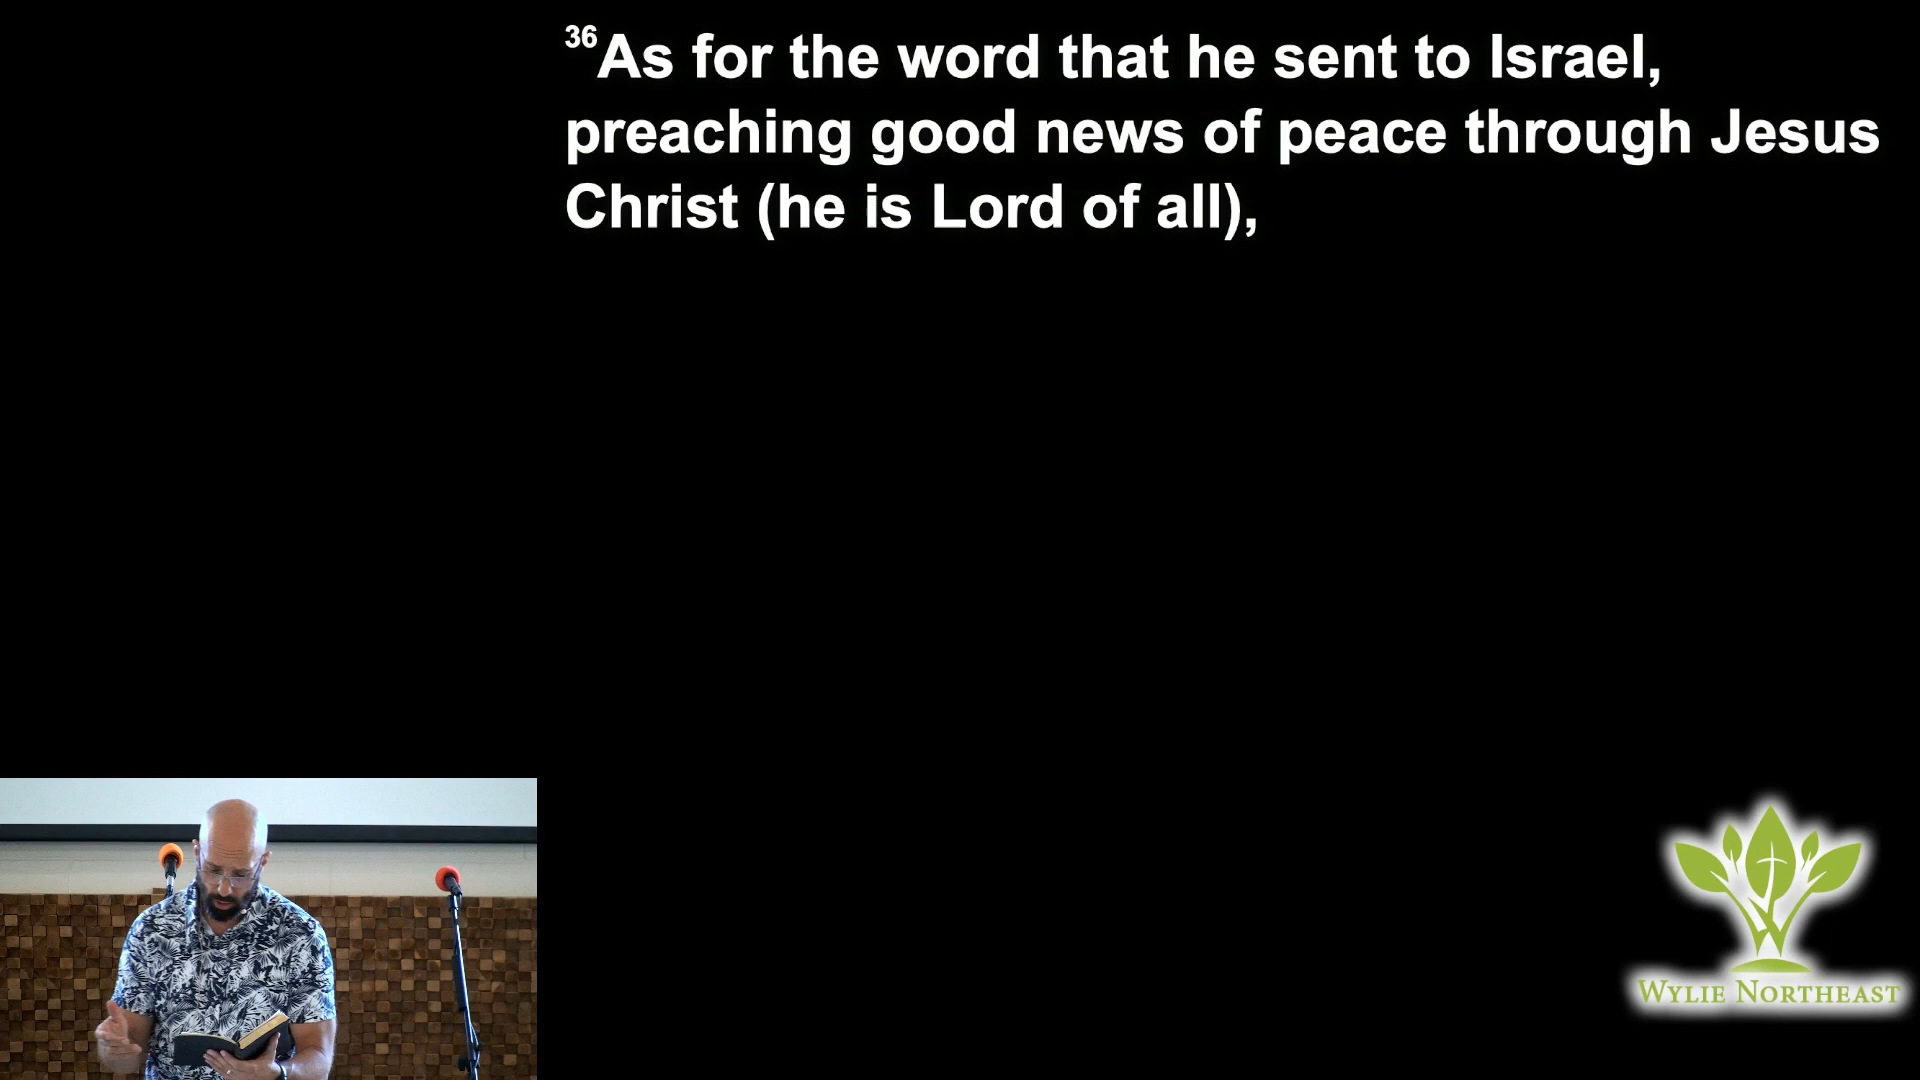 36As for the word that he sent to Israel,
preaching good news of peace through Jesus
Christ (he is Lord of all),
Wylie Northeast